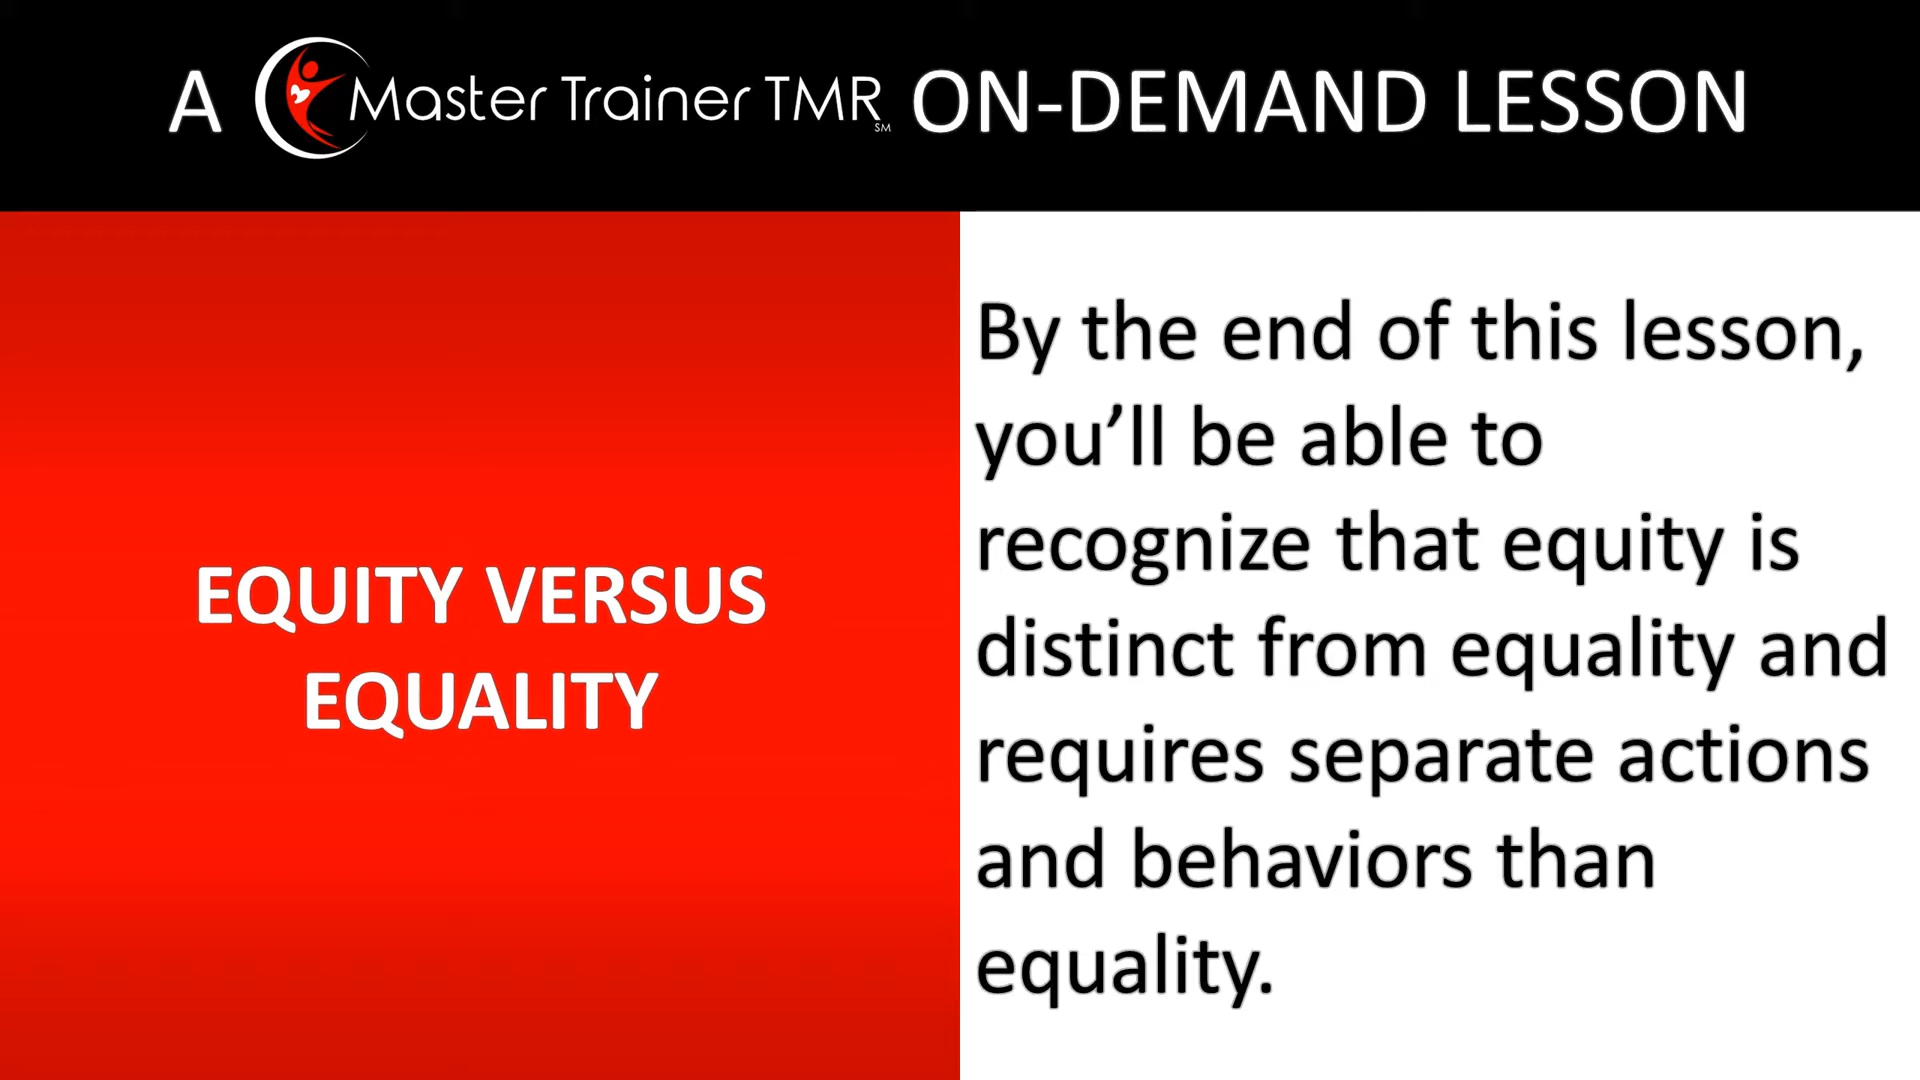 A Master Trainer TMR SM ON-DEMAND LESSON
EQUITY VERSUS
EQUALITY
By the end of this lesson,
you’ll be able to
recognize that equity is
distinct from equality and
requires separate actions
and behaviors than
equality.